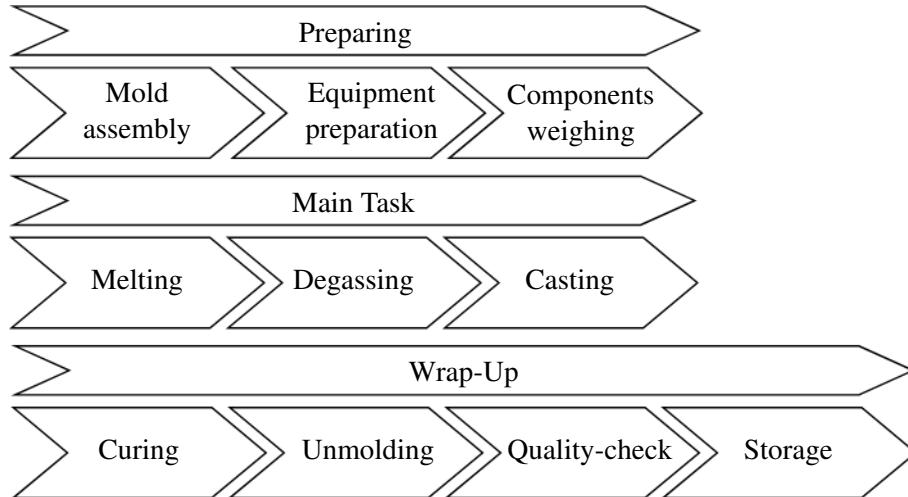 Preparing
Mold
assembly
Equipment
preparation
Components
weighing
Main Task
Melting
Degassing
Casting
Wrap-Up
Curing
Unmolding
Quality-check
Storage